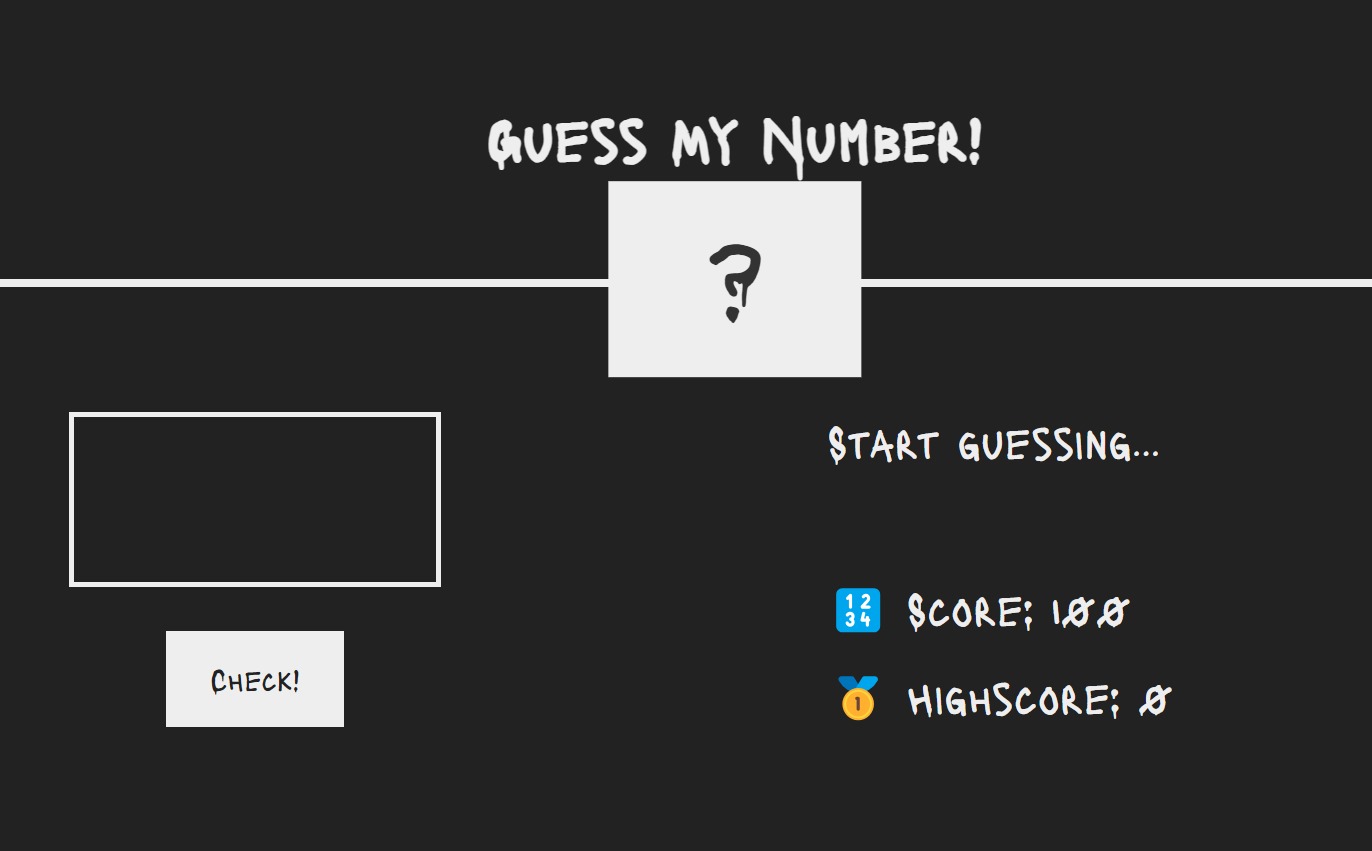 Guess my Number!
?
Start guessing...
🔢 Score: 100
🥇 Highscore: 0
Check!